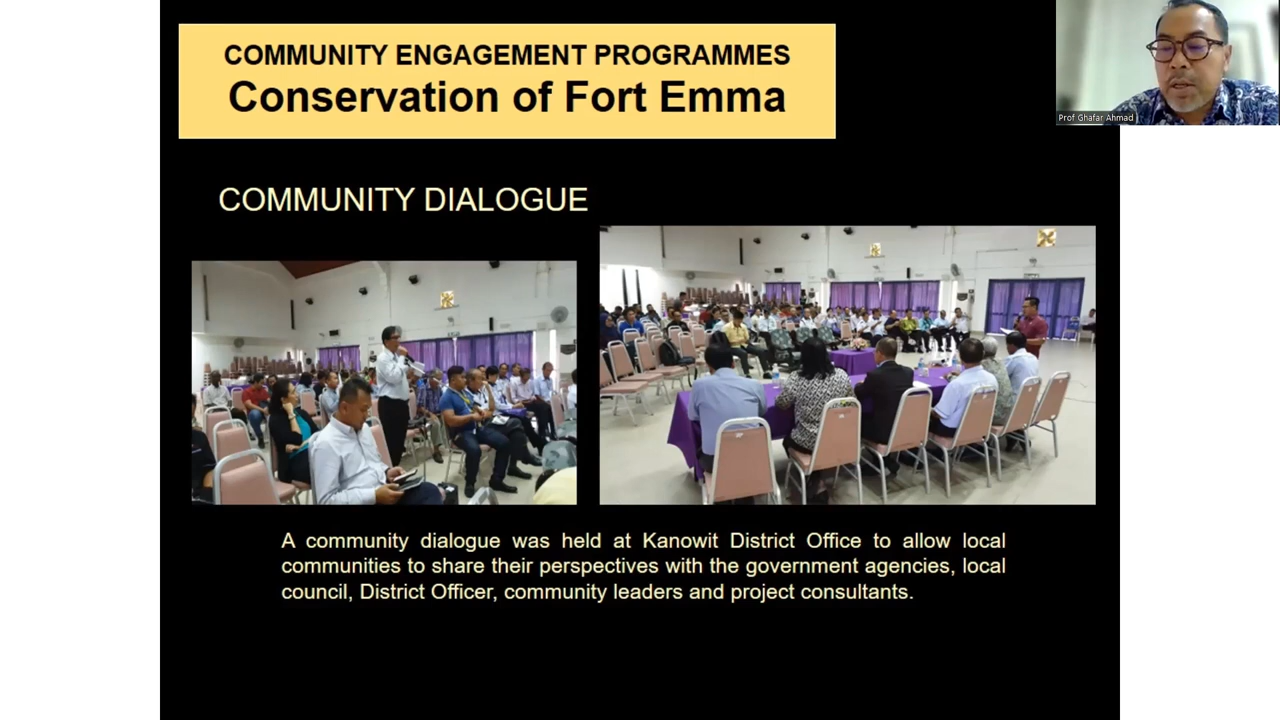 COMMUNITY ENGAGEMENT PROGRAMMES
Conservation of Fort Emma
Prof Ghafar Ahmad
COMMUNITY DIALOGUE
A community dialogue was held at Kanowit District Office to allow local
communities to share their perspectives with the government agencies, local
council, District Officer, community leaders and project consultants.